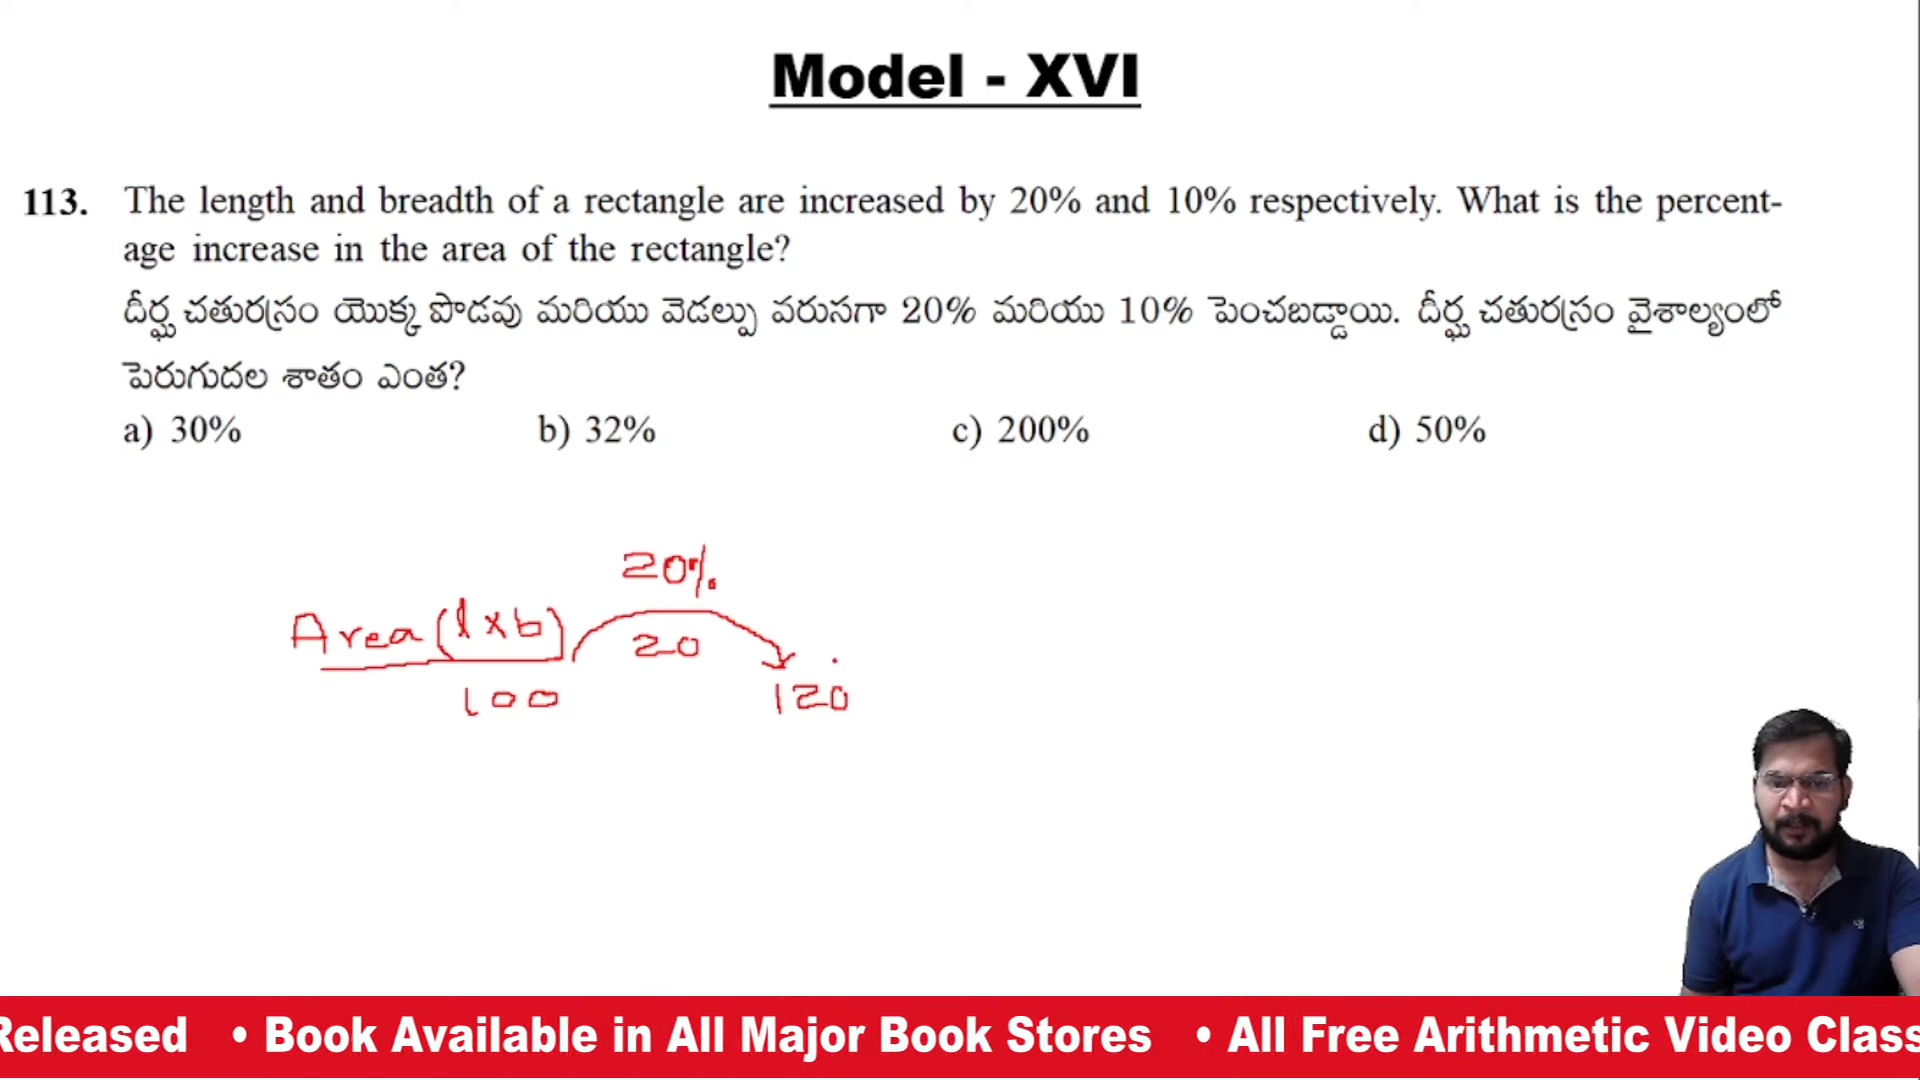 Model - XVI
113. The length and breadth of a rectangle are increased by 20% and 10% respectively. What is the percent-
age increase in the area of the rectangle?
దీర్ఘ చతురస్రం యొక్క పొడవు మరియు వెడల్పు వరుసగా 20% మరియు 10% పెంచబడ్డాయి. దీర్ఘ చతురస్రం వైశాల్యంలో
పెరుగుదల శాతం ఎంత?
a) 30% b) 32% c) 200% d) 50%
20%
Area (l×b)
20
100 120
Released • Book Available in All Major Book Stores • All Free Arithmetic Video Class